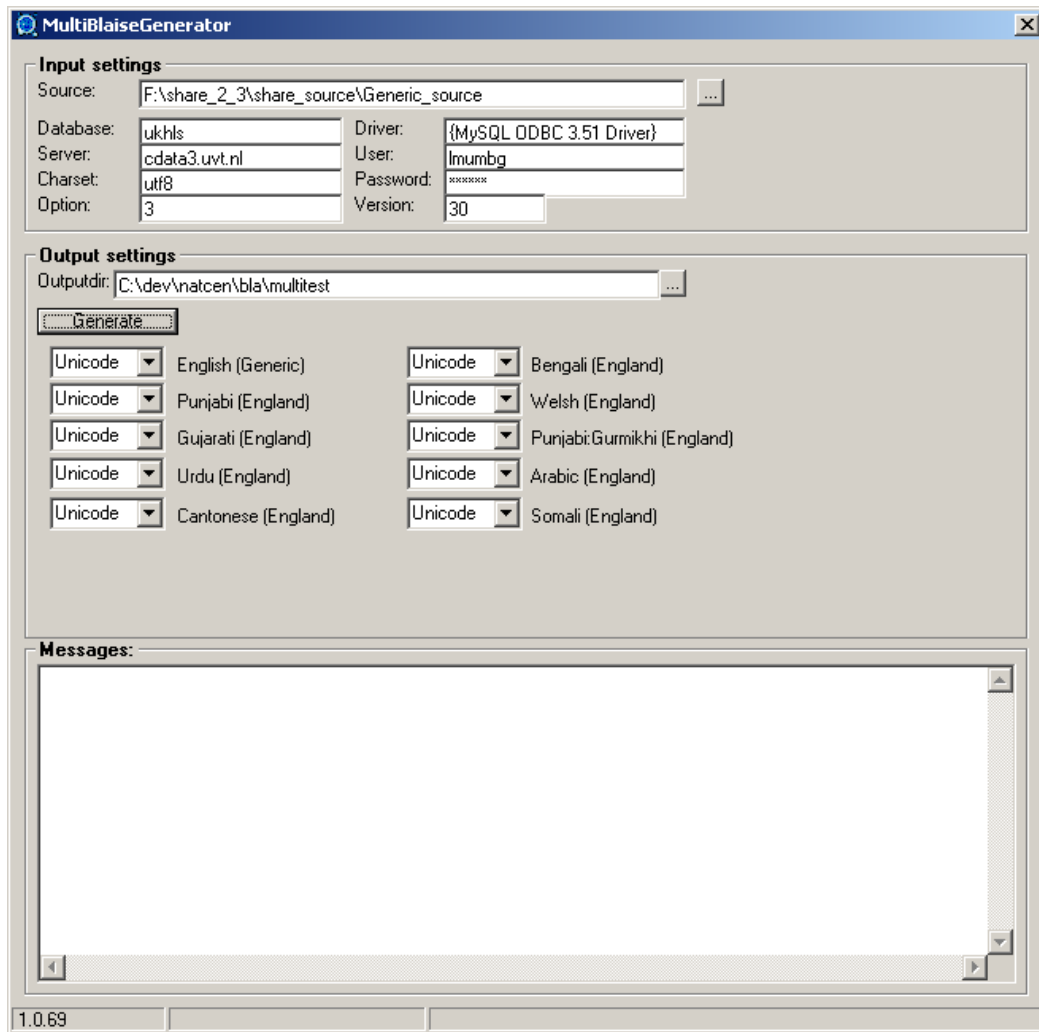 MultiBlaiseGenerator
Input settings
Source: F:\share_2_3\share_source\Generic_source ...
Database: ukhls Driver: {MySQL ODBC 3.51 Driver}
Server: cdata3.uvt.nl User: lmumbg
Charset: utf8 Password: ******
Option: 3 Version: 30
Output settings
Outputdir: C:\dev\natcen\bla\multitest ...
Generate
Unicode English (Generic) Unicode Bengali (England)
Unicode Punjabi (England) Unicode Welsh (England)
Unicode Gujarati (England) Unicode Punjabi:Gurmikhi (England)
Unicode Urdu (England) Unicode Arabic (England)
Unicode Cantonese (England) Unicode Somali (England)
Messages:
1.0.69